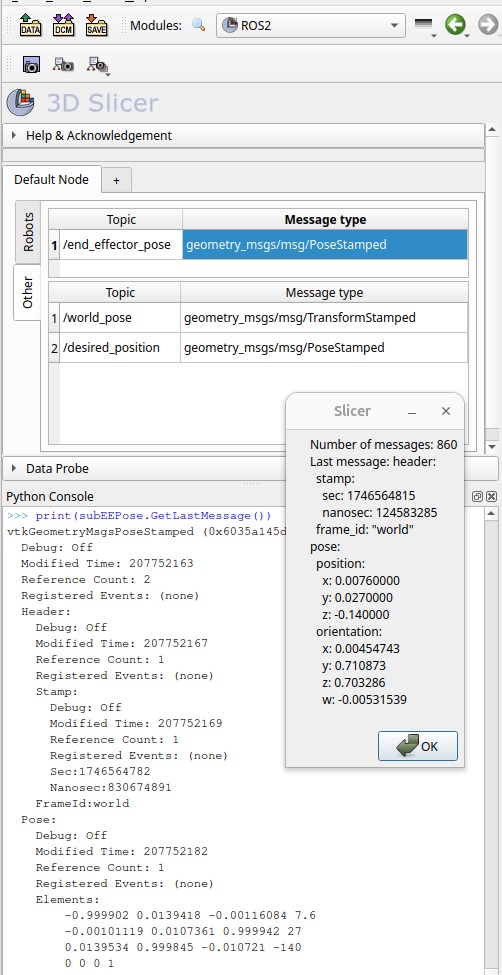 DATA DCM SAVE Modules: ROS2
3D Slicer
Help & Acknowledgement
Default Node +
Robots
Other
Topic Message type
1 /end_effector_pose geometry_msgs/msg/PoseStamped
Topic Message type
1 /world_pose geometry_msgs/msg/TransformStamped
2 /desired_position geometry_msgs/msg/PoseStamped
Data Probe
Python Console
>>> print(subEEPose.GetLastMessage())
vtkGeometryMsgsPoseStamped (0x6035a145d
Debug: Off
Modified Time: 207752163
Reference Count: 2
Registered Events: (none)
Header:
Debug: Off
Modified Time: 207752167
Reference Count: 1
Registered Events: (none)
Stamp:
Debug: Off
Modified Time: 207752169
Reference Count: 1
Registered Events: (none)
Sec:1746564782
Nanosec:830674891
FrameId:world
Pose:
Debug: Off
Modified Time: 207752182
Reference Count: 1
Registered Events: (none)
Elements:
-0.999902 0.0139418 -0.00116084 7.6
-0.00101119 0.0107361 0.999942 27
0.0139534 0.999845 -0.010721 -140
0 0 0 1
Slicer
Number of messages: 860
Last message: header:
stamp:
sec: 1746564815
nanosec: 124583285
frame_id: "world"
pose:
position:
x: 0.00760000
y: 0.0270000
z: -0.140000
orientation:
x: 0.00454743
y: 0.710873
z: 0.703286
w: -0.00531539
OK